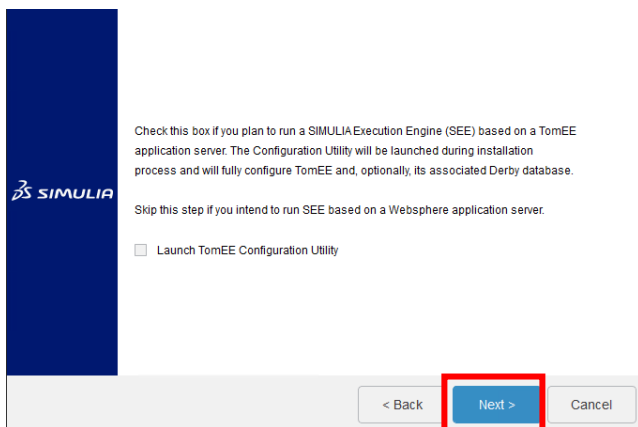 Check this box if you plan to run a SIMULIA Execution Engine (SEE) based on a TomEE
application server. The Configuration Utility will be launched during installation
process and will fully configure TomEE and, optionally, its associated Derby database.
SIMULIA
Skip this step if you intend to run SEE based on a Websphere application server.
Launch TomEE Configuration Utility
< Back Next > Cancel